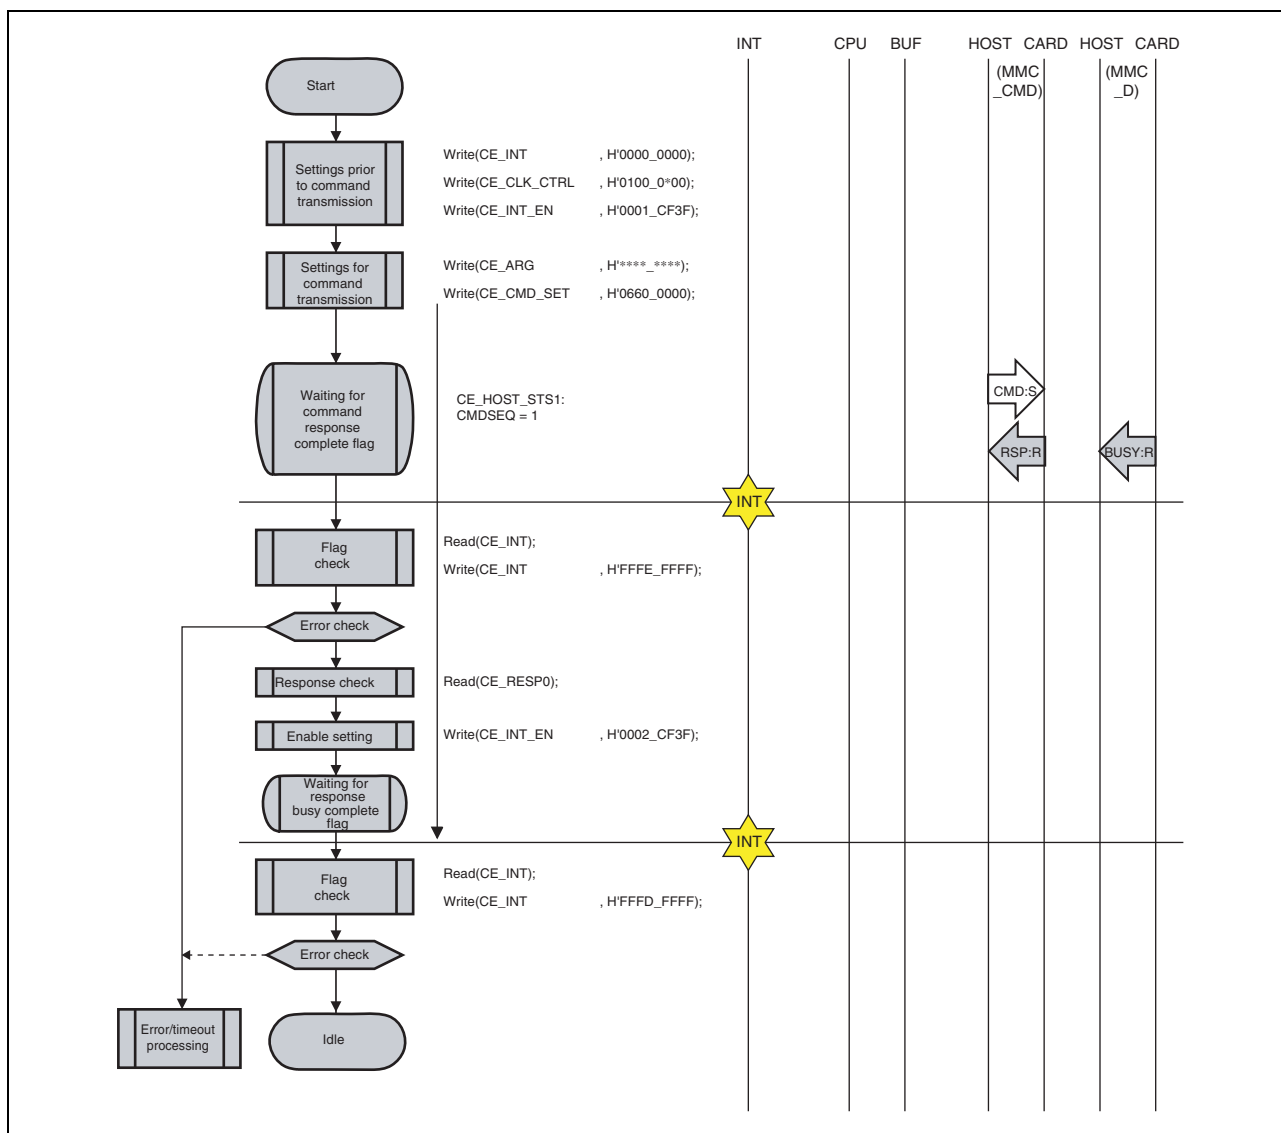 INT CPU BUF HOST CARD HOST CARD
(MMC _CMD) (MMC _D)
Start
Settings prior
to command
transmission
Write(CE_INT , H'0000_0000);
Write(CE_CLK_CTRL , H'0100_0*00);
Write(CE_INT_EN , H'0001_CF3F);
Settings for
command
transmission
Write(CE_ARG , H'****_****);
Write(CE_CMD_SET , H'0660_0000);
Waiting for
command
response
complete flag
CE_HOST_STS1:
CMDSEQ = 1
CMD:S
RSP:R
BUSY:R
INT
Flag
check
Read(CE_INT);
Write(CE_INT , H'FFFE_FFFF);
Error check
Response check
Read(CE_RESP0);
Enable setting
Write(CE_INT_EN , H'0002_CF3F);
Waiting for
response
busy complete
flag
INT
Flag
check
Read(CE_INT);
Write(CE_INT , H'FFFD_FFFF);
Error check
Error/timeout
processing
Idle